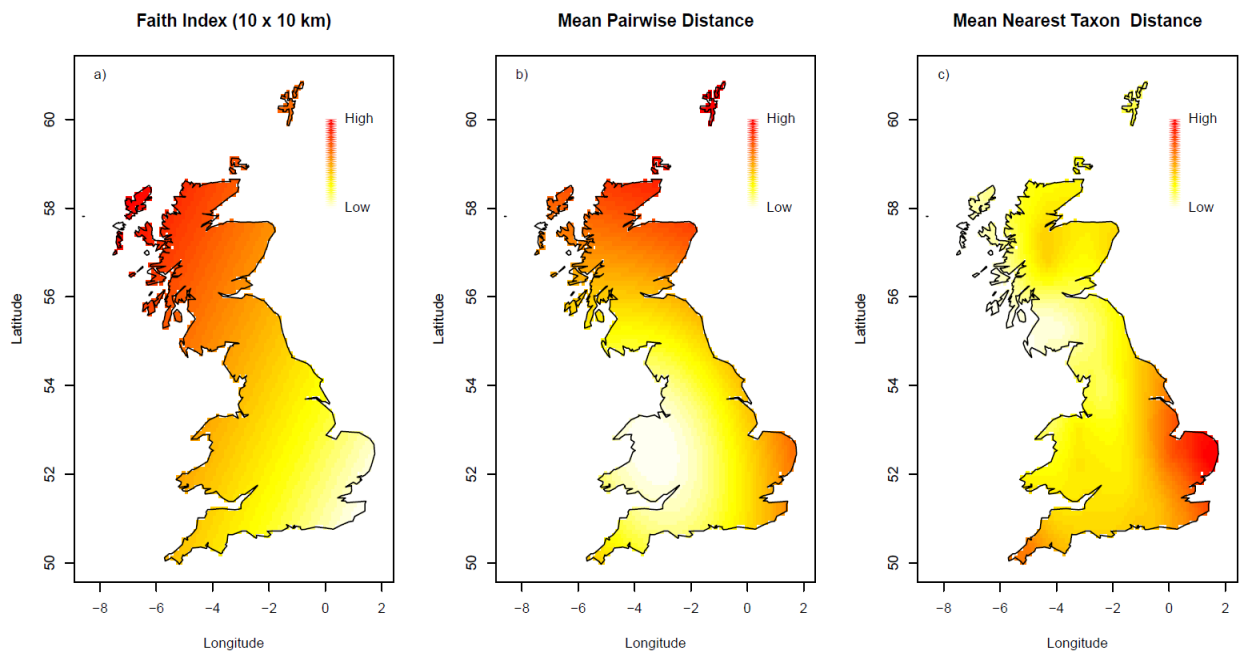 Faith Index (10 x 10 km)
a)
High
Low
60
58
56
54
52
50
Latitude
−8 −6 −4 −2 0 2
Longitude
Mean Pairwise Distance
b)
High
Low
60
58
56
54
52
50
Latitude
−8 −6 −4 −2 0 2
Longitude
Mean Nearest Taxon  Distance
c)
High
Low
60
58
56
54
52
50
Latitude
−8 −6 −4 −2 0 2
Longitude